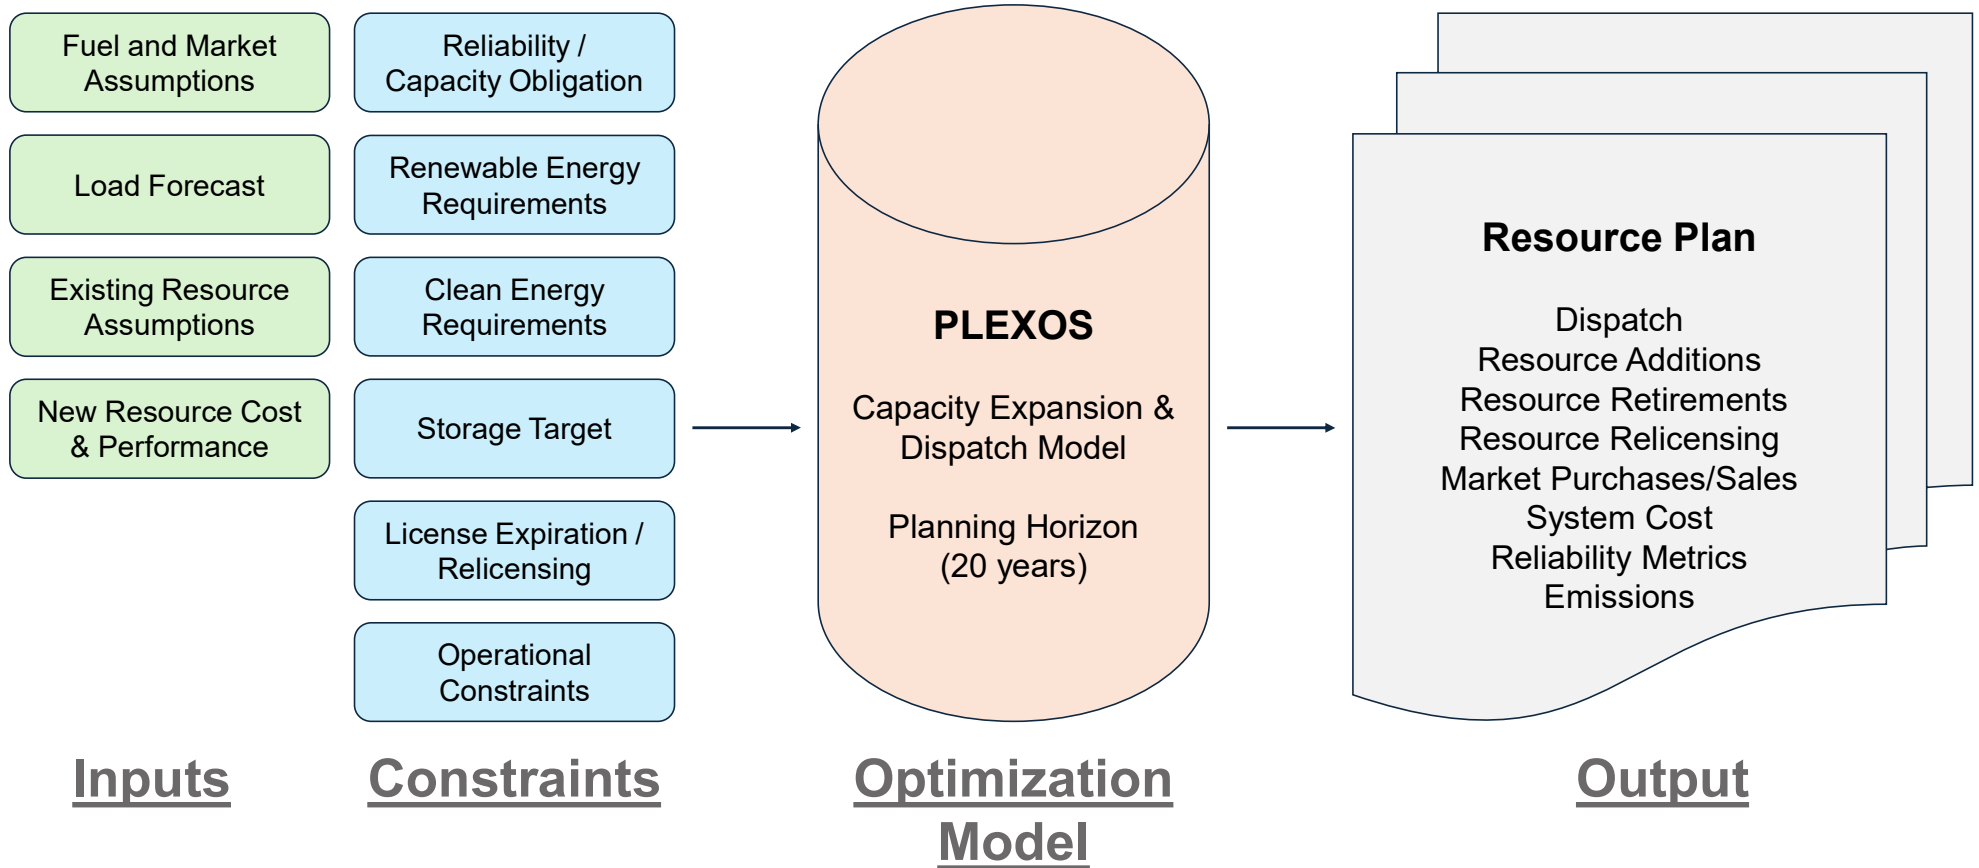 Fuel and Market
Assumptions
Load Forecast
Existing Resource
Assumptions
New Resource Cost
& Performance
Inputs
Reliability /
Capacity Obligation
Renewable Energy
Requirements
Clean Energy
Requirements
Storage Target
License Expiration /
Relicensing
Operational
Constraints
Constraints
PLEXOS
Capacity Expansion &
Dispatch Model
Planning Horizon
(20 years)
Optimization
Model
Resource Plan
Dispatch
Resource Additions
Resource Retirements
Resource Relicensing
Market Purchases/Sales
System Cost
Reliability Metrics
Emissions
Output